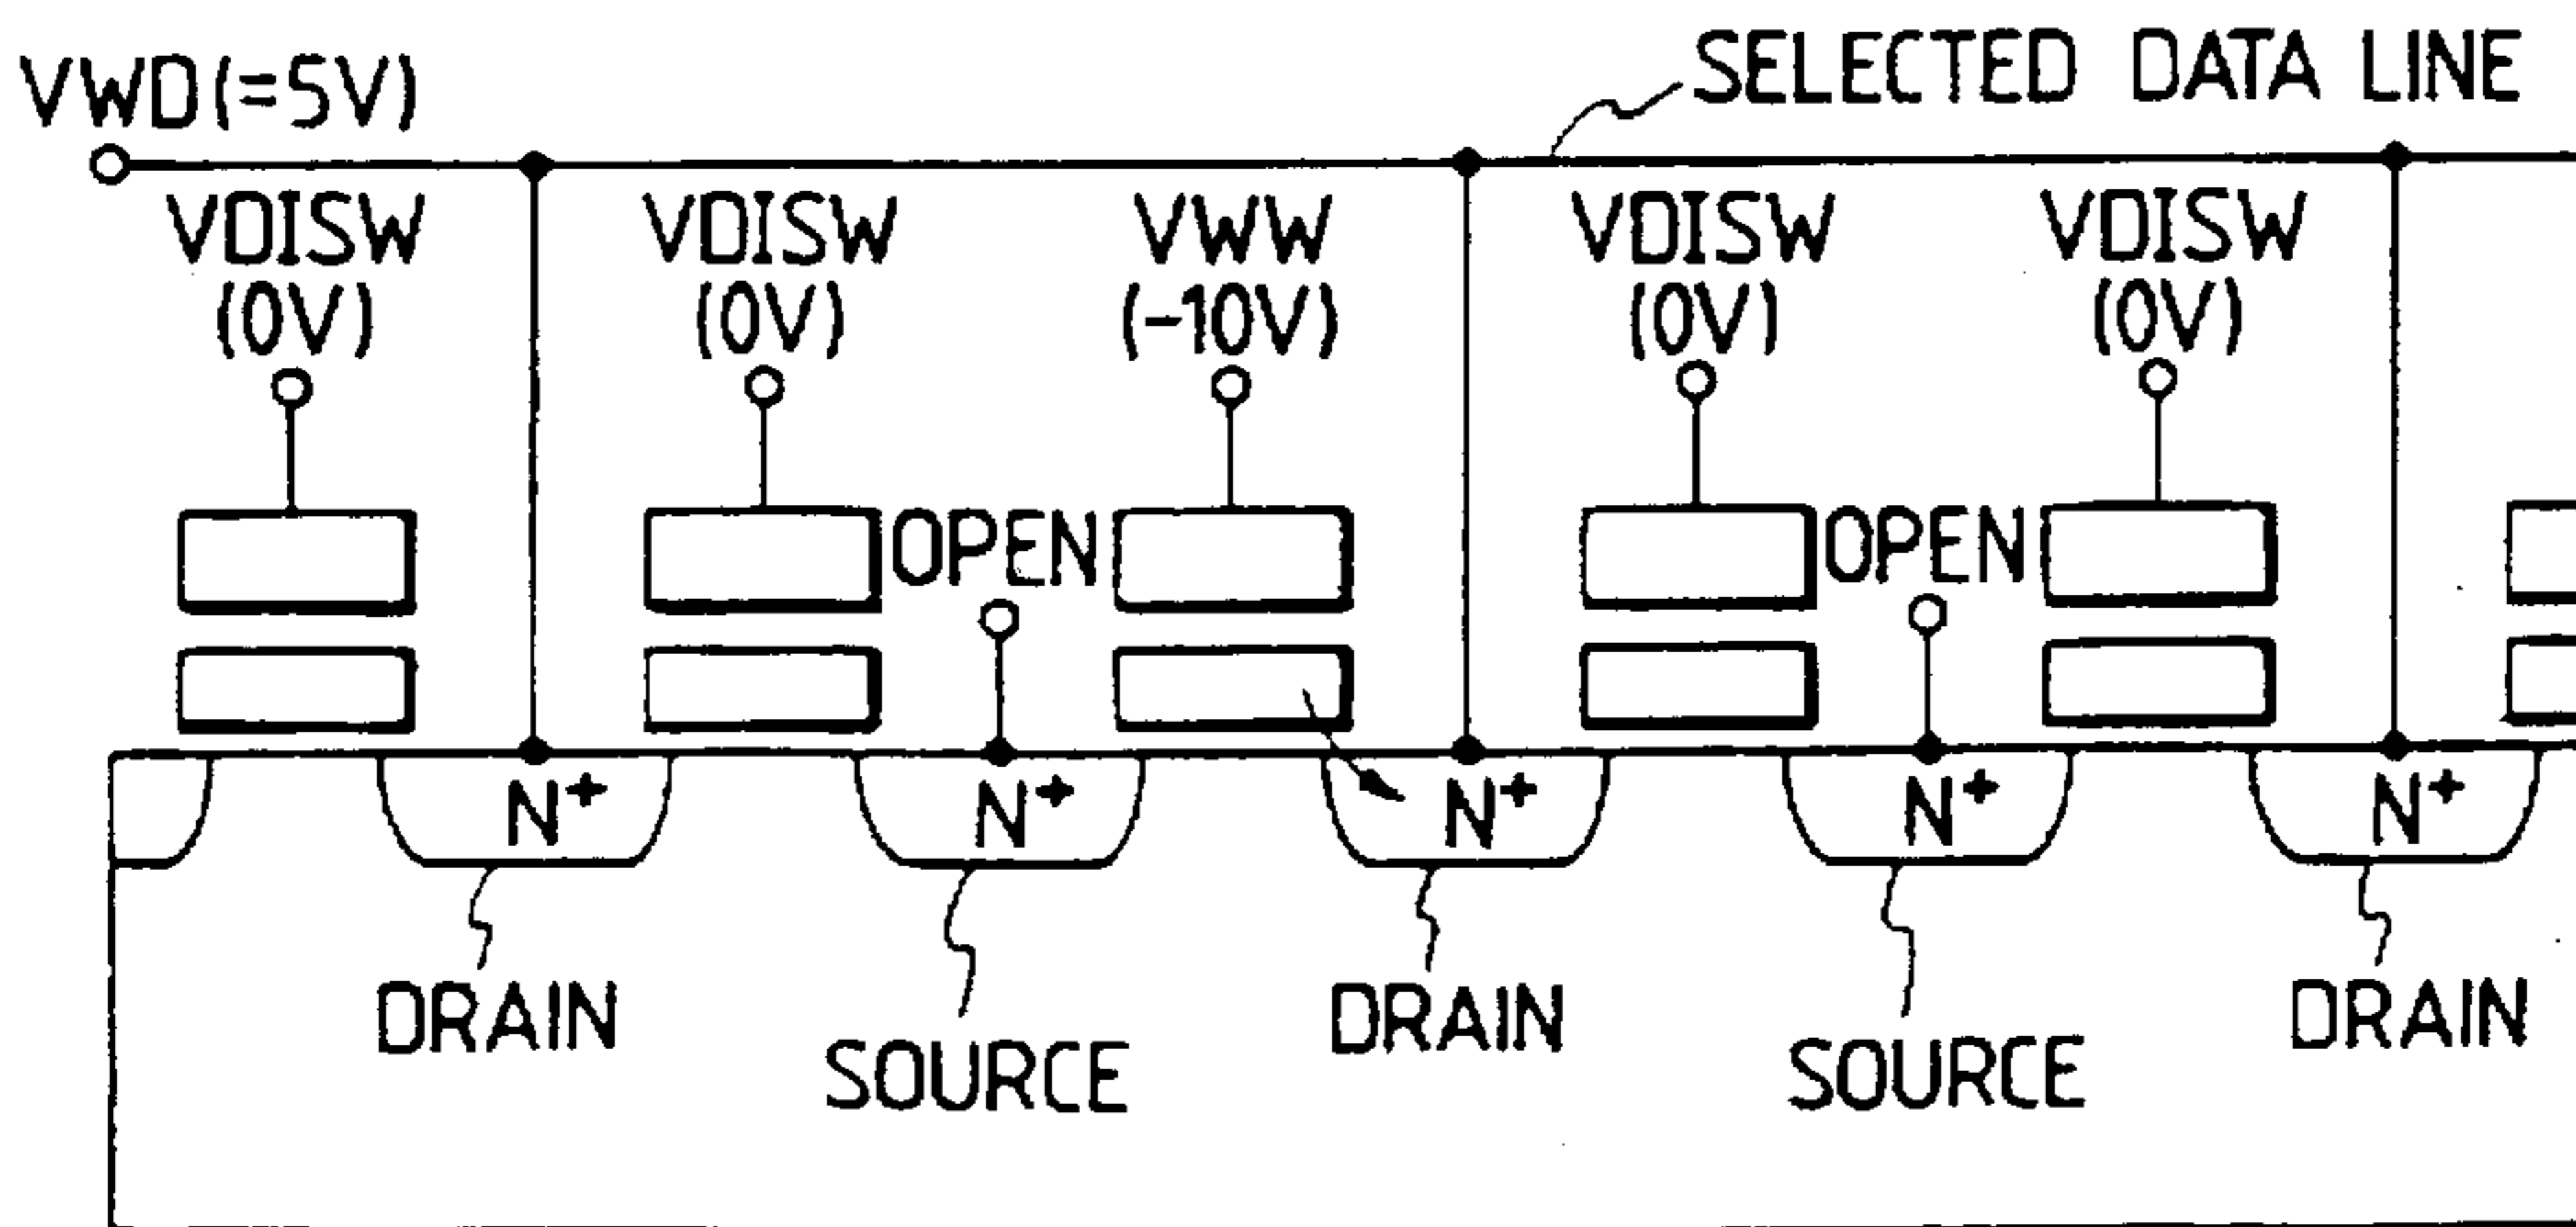 SELECTED DATA LINE
VWD(=5V)
VDISW VDISW VWW VDISW VDISW
(0V) (0V) (-10V) (0V) (0V)
OPEN OPEN
N+ N+ N+ N+ N+
DRAIN DRAIN DRAIN
SOURCE SOURCE